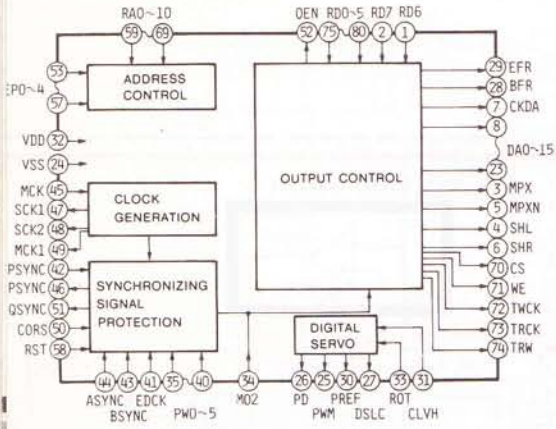 RA0~10
OEN RD0~5 RD7 RD6
59 69
52 75 80 2 1
53
EPO~4
57
ADDRESS
CONTROL
VDD 32
VSS 24
MCK 45
SCK1 47
SCK2 48
MCK1 49
PSYNC 42
PSYNC 46
QSYNC 51
CORS 50
RST 58
CLOCK
GENERATION
SYNCHRONIZING
SIGNAL
PROTECTION
OUTPUT CONTROL
DIGITAL
SERVO
29 EFR
28 BFR
7 CKDA
8
DAO~15
23
3 MPX
5 MPXN
4 SHL
6 SHR
70 CS
71 WE
72 TWCK
73 TRCK
74 TRW
44 43 41 35 40 34 26 25 30 27 33 31
ASYNC EDCK PWO~5 MO2 PD PREF ROT
BSYNC PWM DSLC CLVH